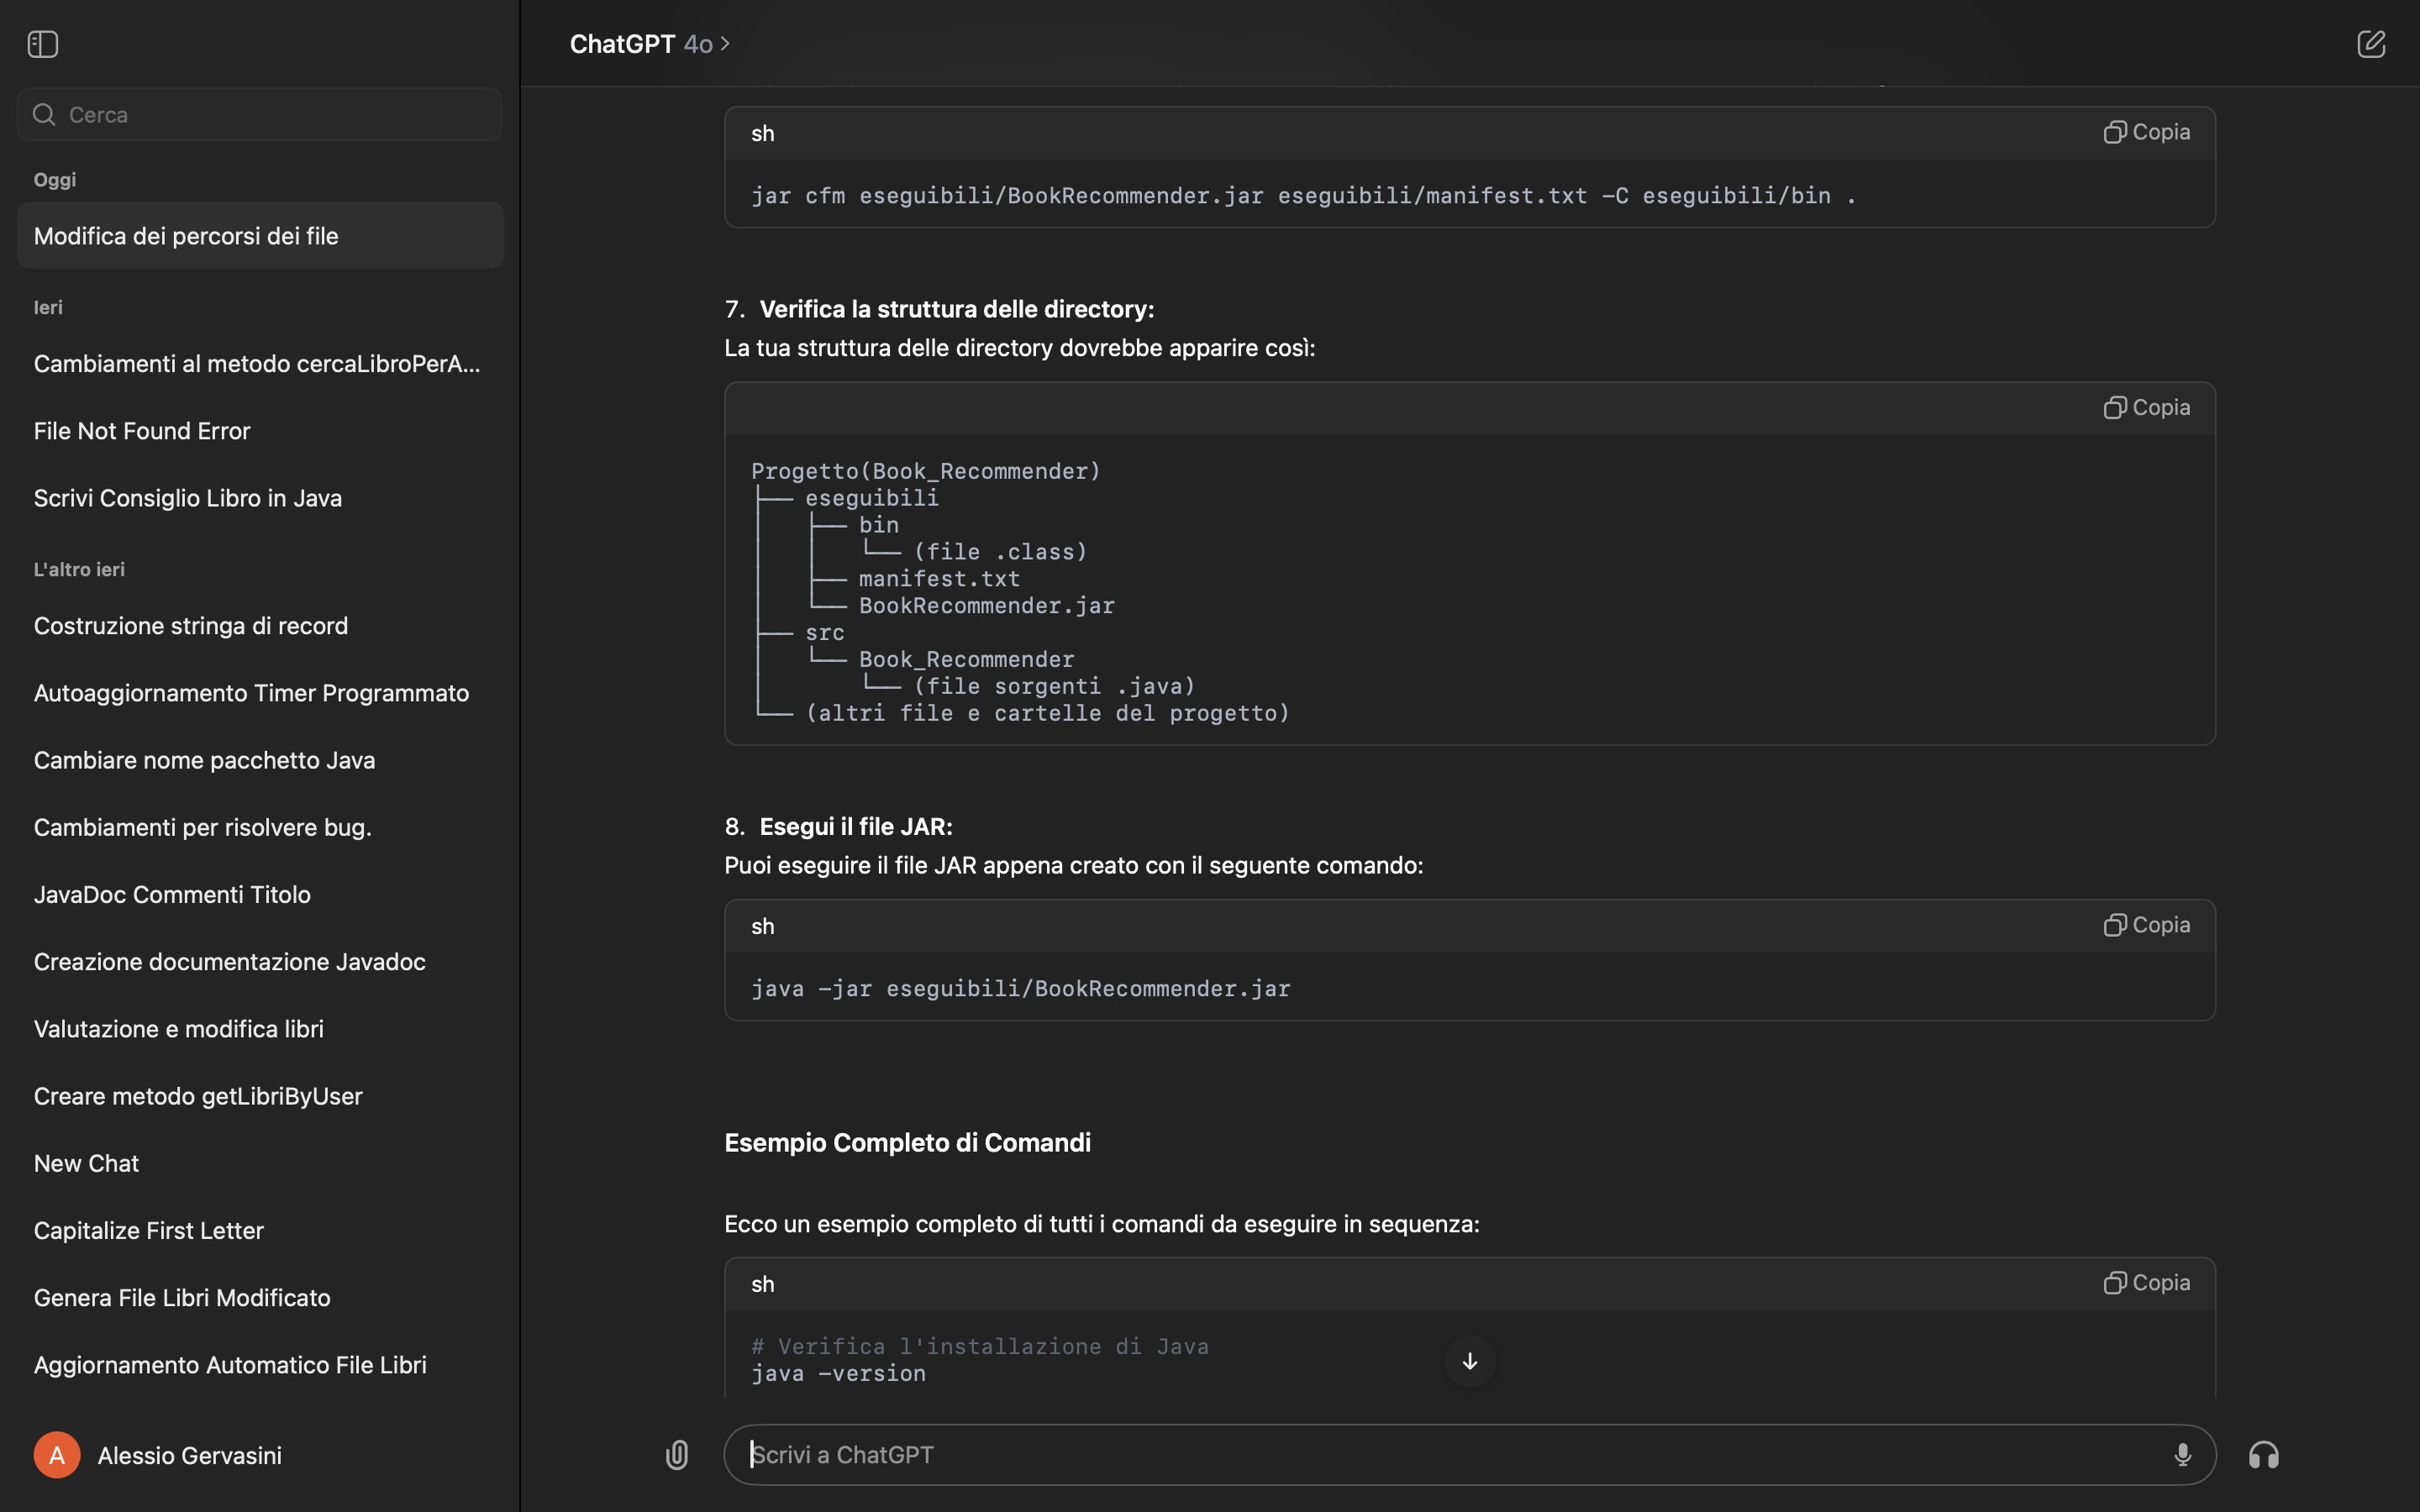 Cerca
Oggi
Modifica dei percorsi dei file
Ieri
Cambiamenti al metodo cercaLibroPerA...
File Not Found Error
Scrivi Consiglio Libro in Java
L'altro ieri
Costruzione stringa di record
Autoaggiornamento Timer Programmato
Cambiare nome pacchetto Java
Cambiamenti per risolvere bug.
JavaDoc Commenti Titolo
Creazione documentazione Javadoc
Valutazione e modifica libri
Creare metodo getLibriByUser
New Chat
Capitalize First Letter
Genera File Libri Modificato
Aggiornamento Automatico File Libri
A Alessio Gervasini
ChatGPT 4o >
sh Copia
jar cfm eseguibili/BookRecommender.jar eseguibili/manifest.txt -C eseguibili/bin .
7. Verifica la struttura delle directory:
La tua struttura delle directory dovrebbe apparire così:
Copia
Progetto(Book_Recommender)
├── eseguibili
│   ├── bin
│   │   └── (file .class)
│   ├── manifest.txt
│   └── BookRecommender.jar
├── src
│   └── Book_Recommender
│       └── (file sorgenti .java)
└── (altri file e cartelle del progetto)
8. Esegui il file JAR:
Puoi eseguire il file JAR appena creato con il seguente comando:
sh Copia
java -jar eseguibili/BookRecommender.jar
Esempio Completo di Comandi
Ecco un esempio completo di tutti i comandi da eseguire in sequenza:
sh Copia
# Verifica l'installazione di Java
java -version
Scrivi a ChatGPT